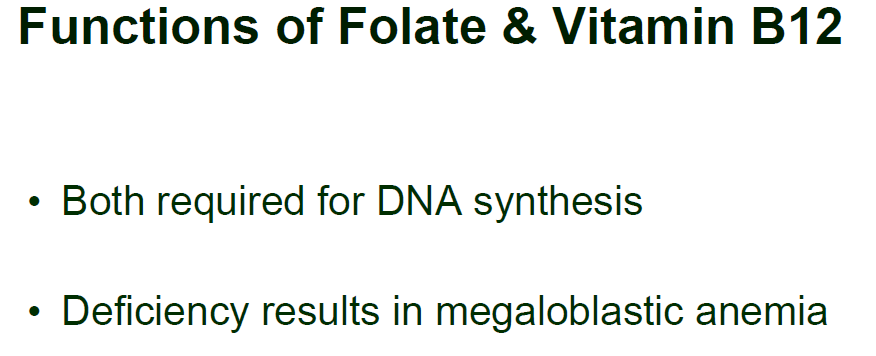 Functions of Folate & Vitamin B12
• Both required for DNA synthesis
• Deficiency results in megaloblastic anemia